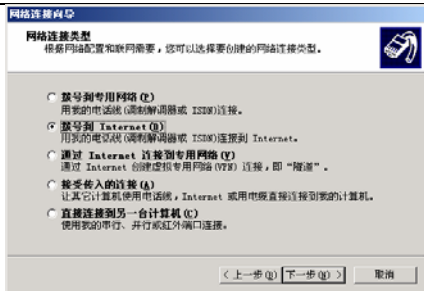 网络连接向导
网络连接类型
根据网络配置和联网需要，您可以选择要创建的网络连接类型。
拨号到专用网络(P)
用我的电话线(调制解调器或 ISDN)连接。
拨号到 Internet(D)
用我的电话线(调制解调器或 ISDN)连接到 Internet。
通过 Internet 连接到专用网络(V)
通过 Internet 创建虚拟专用网络(VPN) 连接，即“隧道”。
接受传入的连接(A)
让其它计算机使用电话线，Internet 或用电缆直接连接到我的计算机。
直接连接到另一台计算机(C)
使用我的串行、并行或红外端口连接。
< 上一步(B) 下一步(N) > 取消